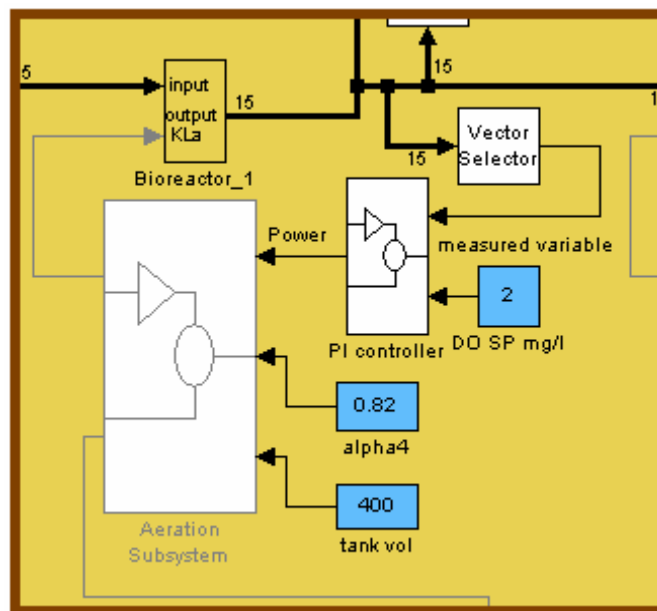 5
15
input
output
KLa
15
15
1
Vector
Selector
Bioreactor_1
Power
measured variable
2
PI controller
DO SP mg/l
0.82
alpha4
400
Aeration
Subsystem
tank vol